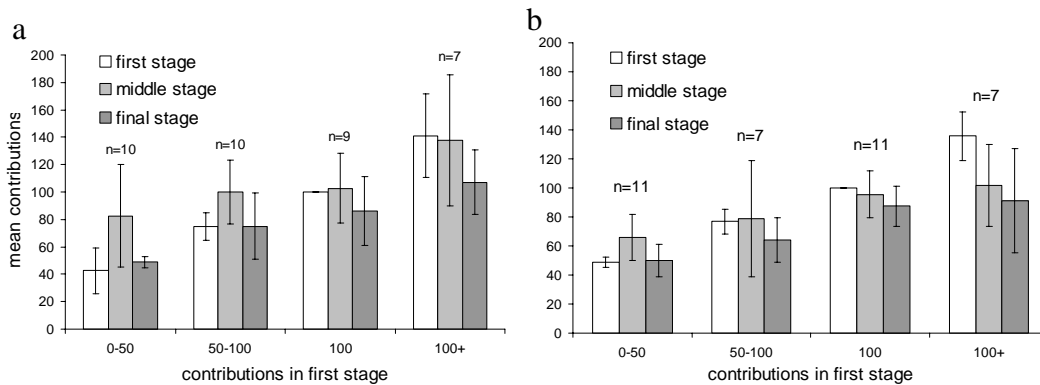 a
mean contributions
200
180
160
140
120
100
80
60
40
20
0
first stage
middle stage
final stage
n=10
n=10
n=9
n=7
0-50
50-100
100
100+
contributions in first stage
b
200
180
160
140
120
100
80
60
40
20
0
first stage
middle stage
final stage
n=11
n=7
n=11
n=7
0-50
50-100
100
100+
contributions in first stage